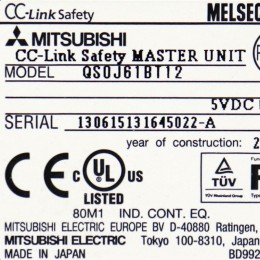 CC-Link Safety MELSEC
MITSUBISHI
CC-Link Safety MASTER UNIT
MODEL QS0J61BT12
5VDC
SERIAL 130615131645022-A
year of construction: 2
CE c UL US LISTED TÜV
80M1 IND. CONT. EQ.
MITSUBISHI ELECTRIC EUROPE BV D-40880 Ratingen,
MITSUBISHI ELECTRIC Tokyo 100-8310, Japan
MADE IN JAPAN BD992